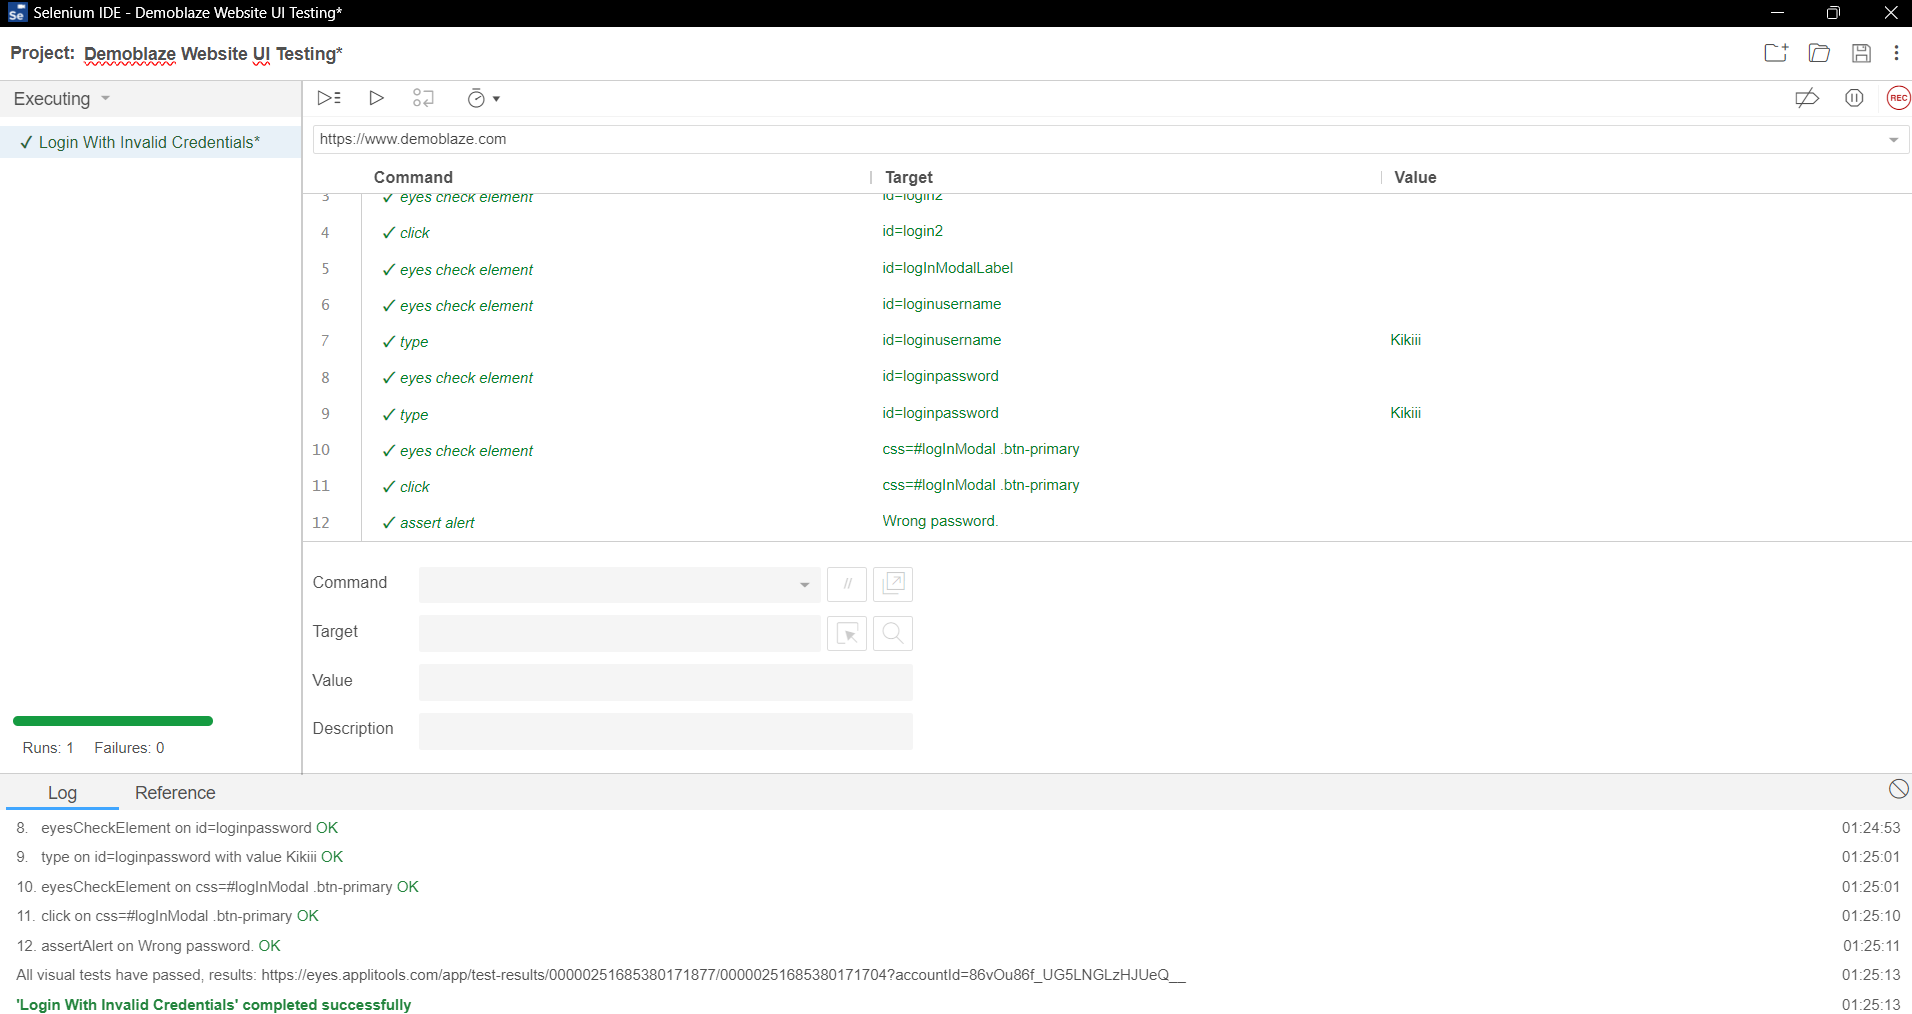 Selenium IDE - Demoblaze Website UI Testing*
Project: Demoblaze Website UI Testing*
Executing
REC
✓ Login With Invalid Credentials*
https://www.demoblaze.com
Command Target Value
3 ✓ eyes check element id=login2
4 ✓ click id=login2
5 ✓ eyes check element id=logInModalLabel
6 ✓ eyes check element id=loginusername
7 ✓ type id=loginusername Kikiii
8 ✓ eyes check element id=loginpassword
9 ✓ type id=loginpassword Kikiii
10 ✓ eyes check element css=#logInModal .btn-primary
11 ✓ click css=#logInModal .btn-primary
12 ✓ assert alert Wrong password.
Command //
Target
Value
Description
Runs: 1 Failures: 0
Log Reference
8. eyesCheckElement on id=loginpassword OK 01:24:53
9. type on id=loginpassword with value Kikiii OK 01:25:01
10. eyesCheckElement on css=#logInModal .btn-primary OK 01:25:01
11. click on css=#logInModal .btn-primary OK 01:25:10
12. assertAlert on Wrong password. OK 01:25:11
All visual tests have passed, results: https://eyes.applitools.com/app/test-results/00000251685380171877/00000251685380171704?accountId=86vOu86f_UG5LNGLzHJUeQ__ 01:25:13
'Login With Invalid Credentials' completed successfully 01:25:13